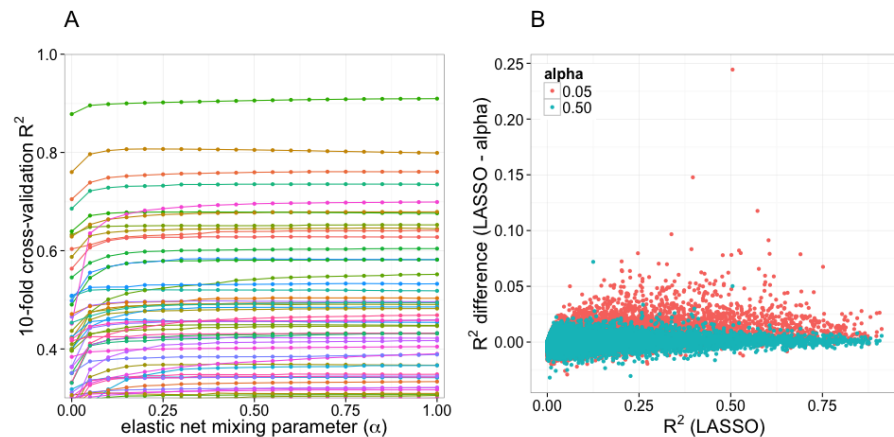 A
10-fold cross-validation R²
1.0
0.8
0.6
0.4
0.00 0.25 0.50 0.75 1.00
elastic net mixing parameter (α)
B
R² difference (LASSO - alpha)
0.25
0.20
0.15
0.10
0.05
0.00
alpha
0.05
0.50
0.00 0.25 0.50 0.75
R² (LASSO)